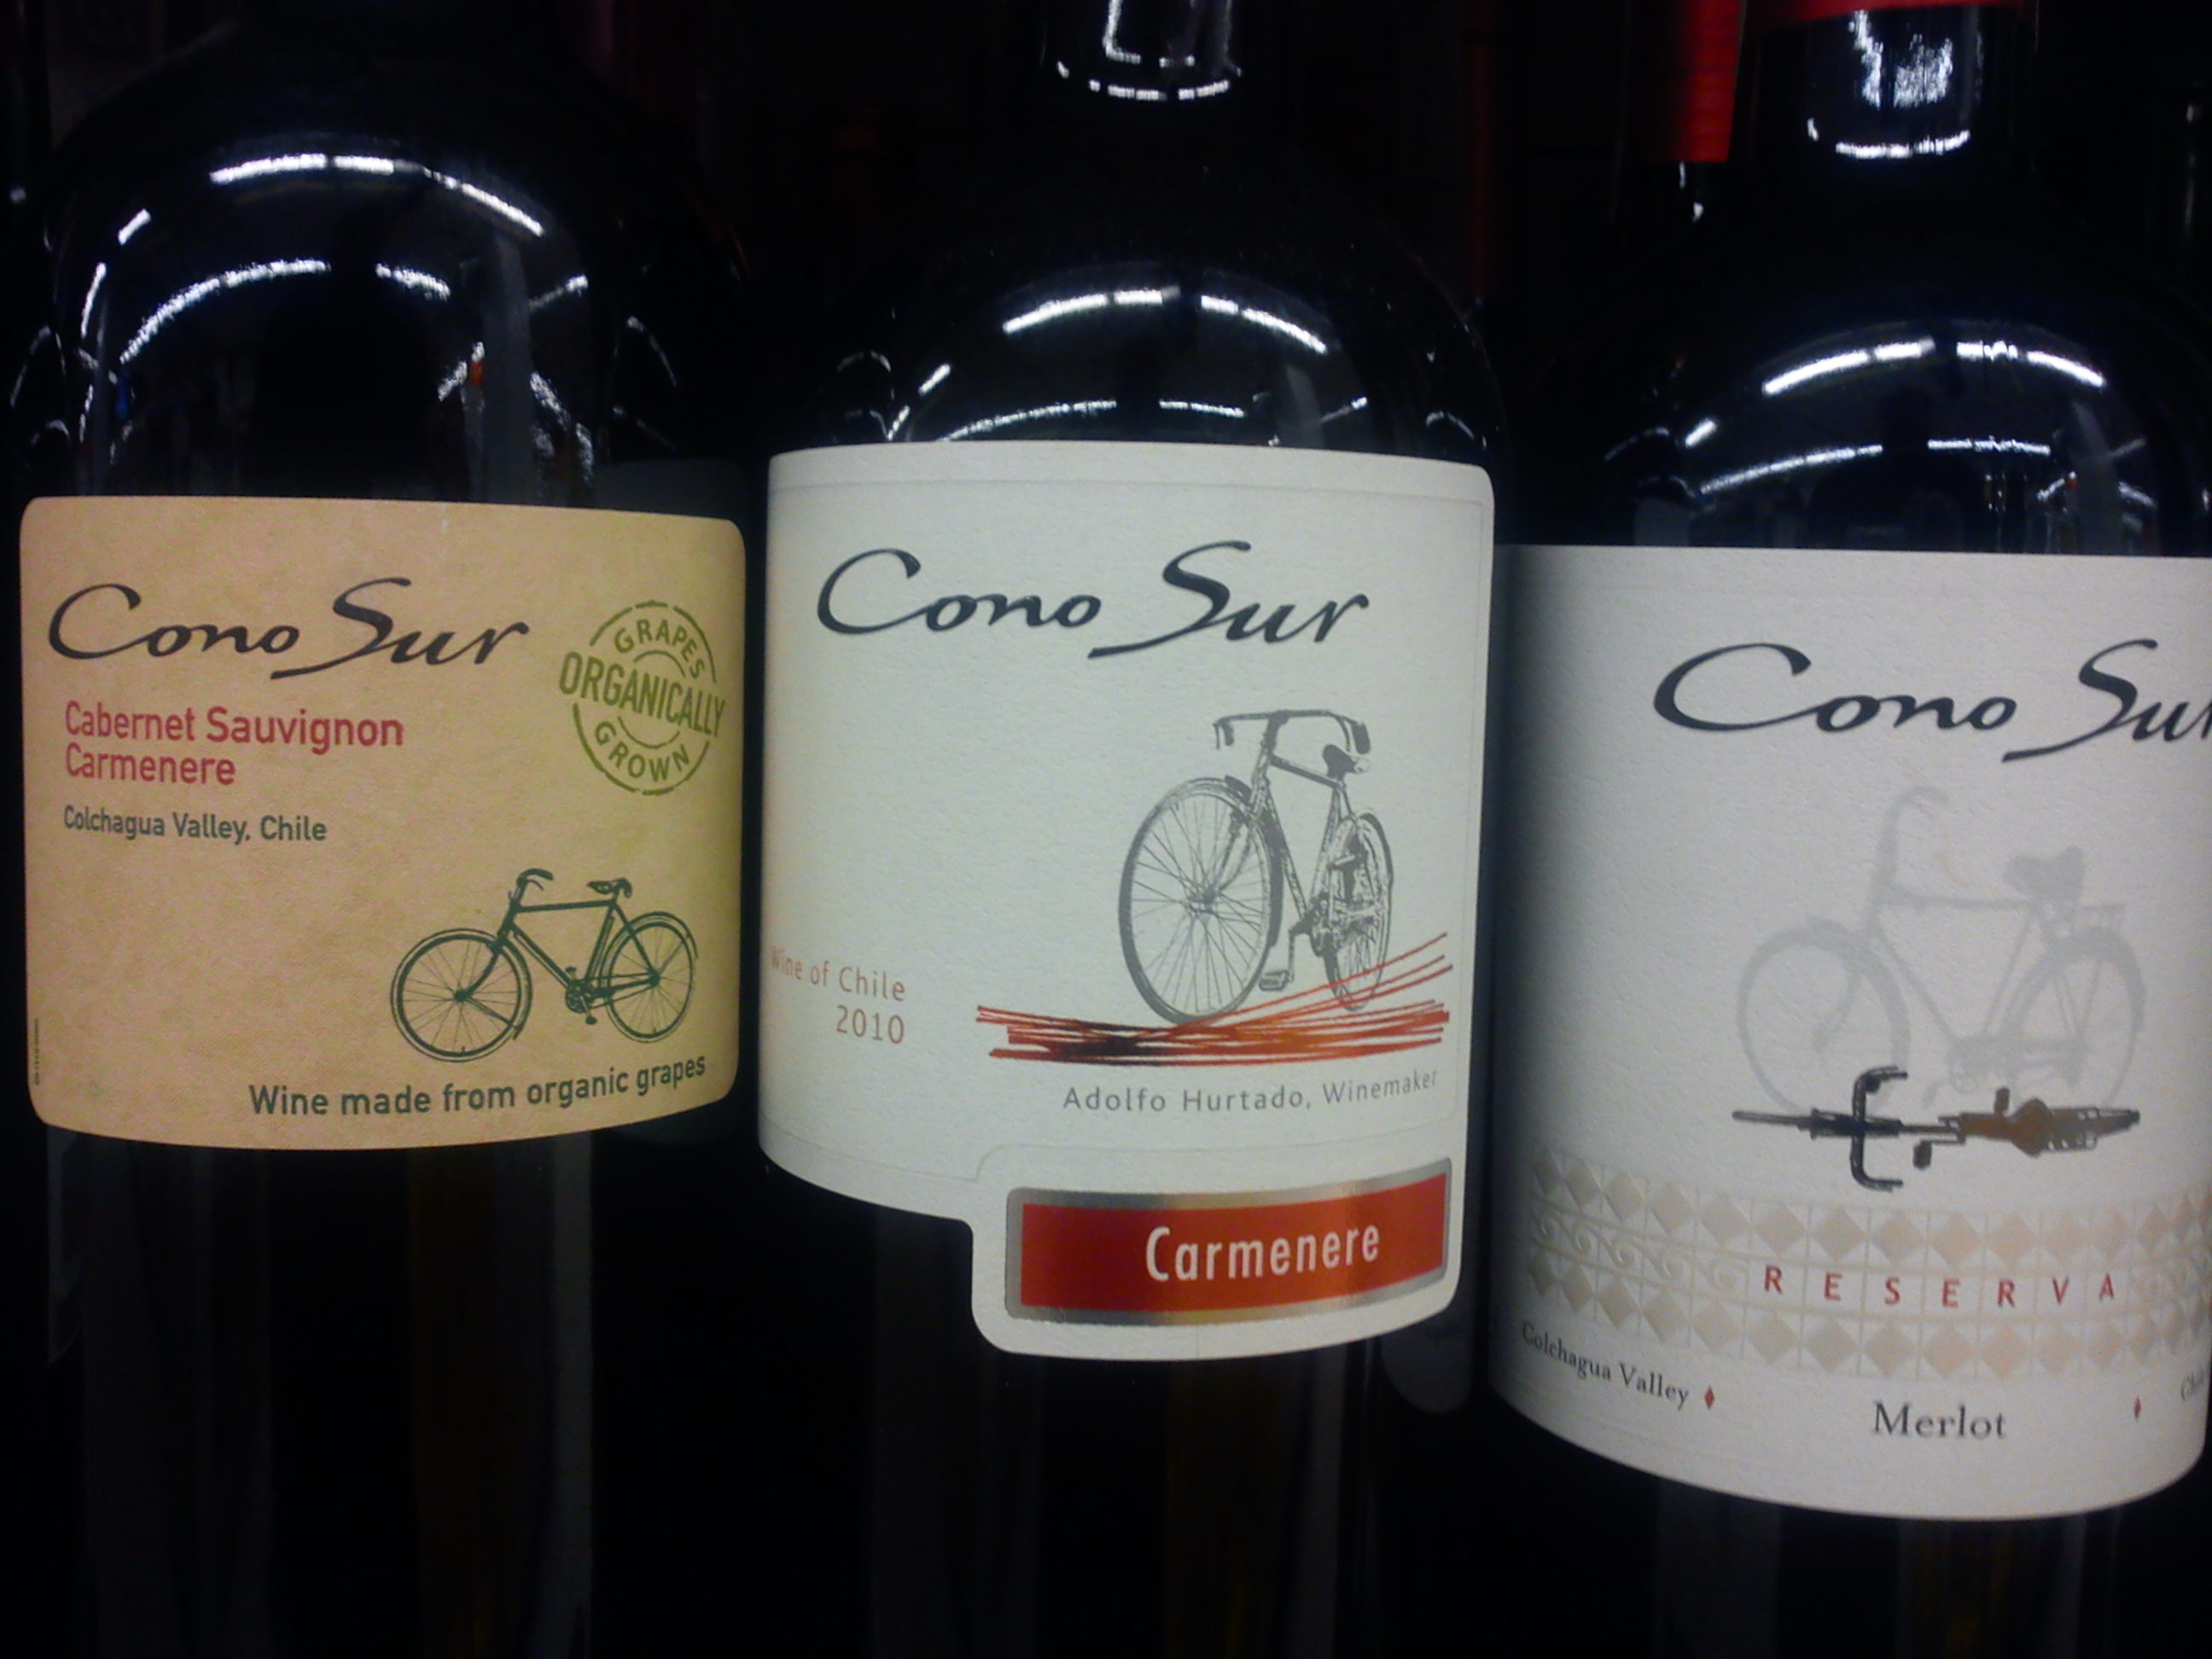 Cono Sur
Cabernet Sauvignon
Carmenere
Colchagua Valley, Chile
GRAPES
ORGANICALLY
GROWN
Wine made from organic grapes
Cono Sur
Wine of Chile
2010
Adolfo Hurtado, Winemaker
Carmenere
Cono Sur
RESERVA
Colchagua Valley
Merlot